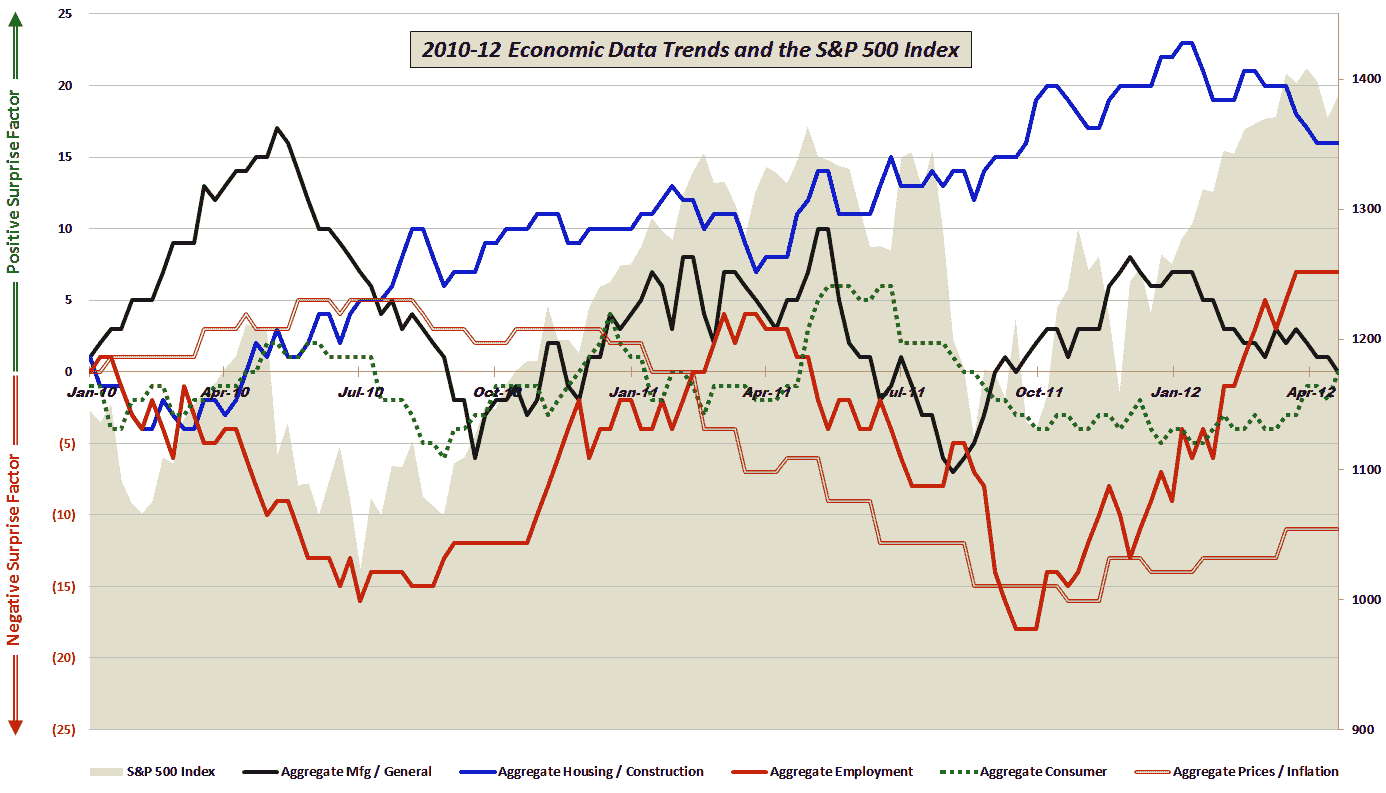 2010-12 Economic Data Trends and the S&P 500 Index
Positive Surprise Factor
Negative Surprise Factor
25
20
15
10
5
0
(5)
(10)
(15)
(20)
(25)
1400
1300
1200
1100
1000
900
Jan-10
Apr-10
Jul-10
Oct-10
Jan-11
Apr-11
Jul-11
Oct-11
Jan-12
Apr-12
S&P 500 Index
Aggregate Mfg / General
Aggregate Housing / Construction
Aggregate Employment
Aggregate Consumer
Aggregate Prices / Inflation